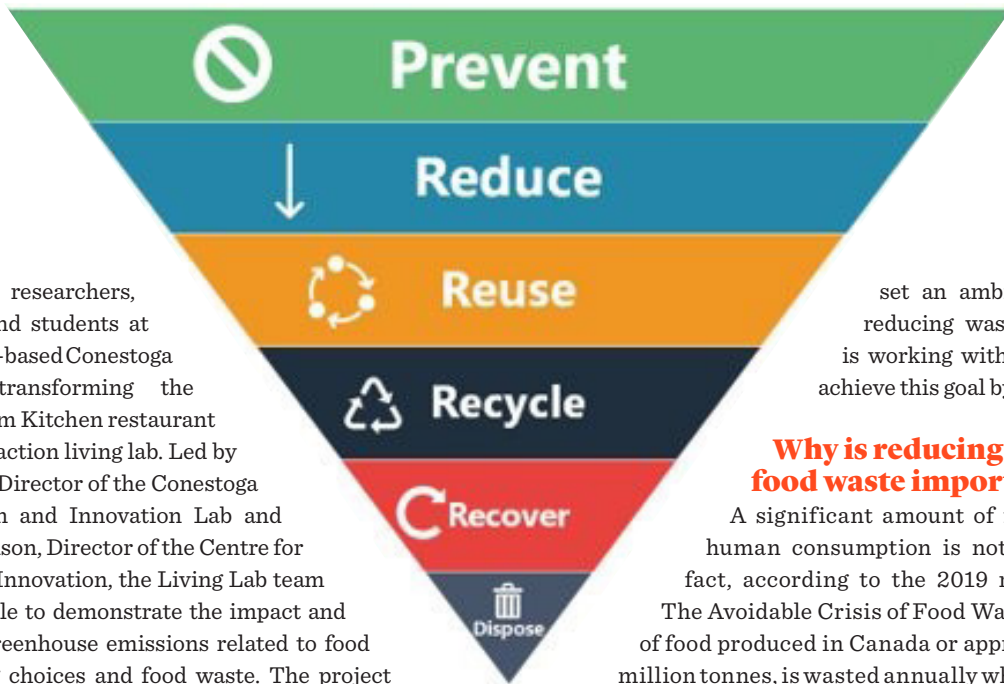 Prevent
Reduce
Reuse
Recycle
Recover
Dispose
researchers,
nd students at
-based Conestoga
transforming the
m Kitchen restaurant
action living lab. Led by
Director of the Conestoga
n and Innovation Lab and
son, Director of the Centre for
Innovation, the Living Lab team
le to demonstrate the impact and
reenhouse emissions related to food
choices and food waste. The project
set an amb
reducing was
is working with
achieve this goal by
Why is reducing
food waste impor
A significant amount of
human consumption is not
fact, according to the 2019
The Avoidable Crisis of Food Wa
of food produced in Canada or appr
million tonnes, is wasted annually wh